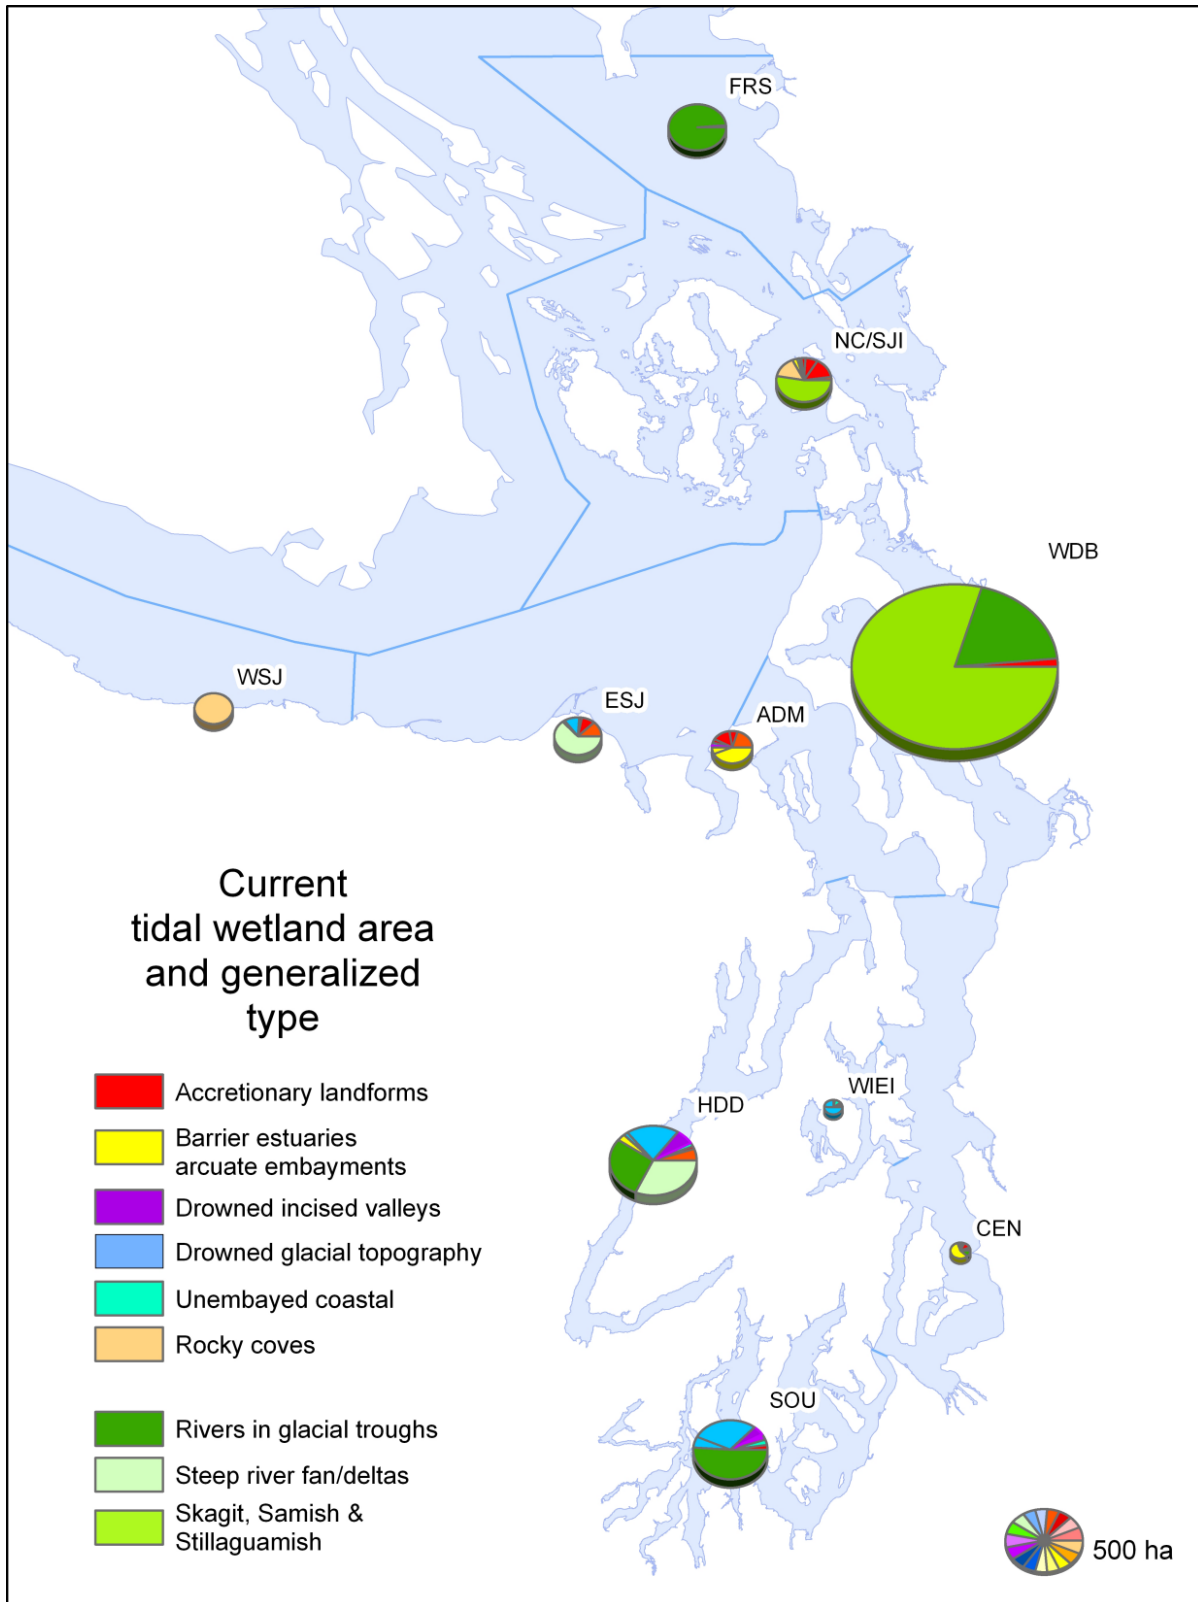 FRS
NC/SJI
WDB
WSJ
ESJ
ADM
Current
tidal wetland area
and generalized
type
Accretionary landforms
Barrier estuaries
arcuate embayments
Drowned incised valleys
Drowned glacial topography
Unembayed coastal
Rocky coves
Rivers in glacial troughs
Steep river fan/deltas
Skagit, Samish &
Stillaguamish
HDD
WIEI
CEN
SOU
500 ha